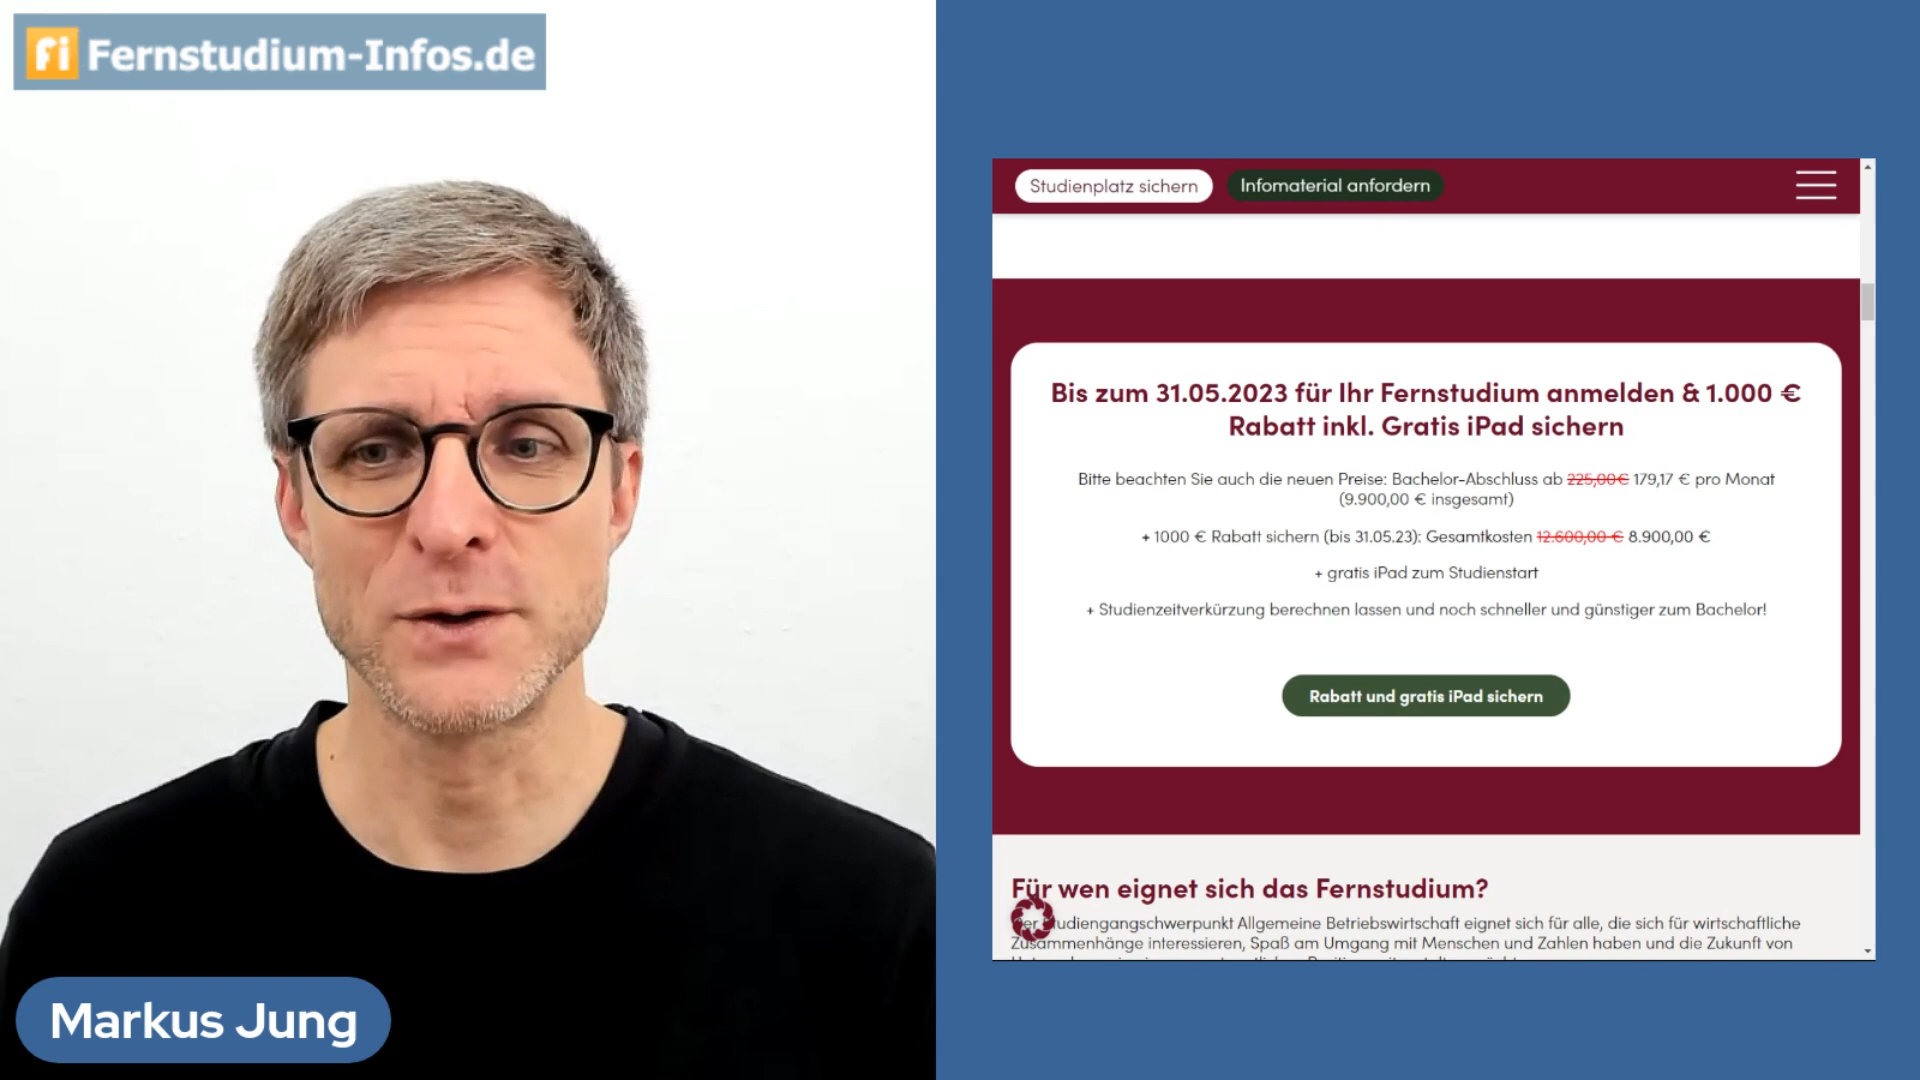 fi Fernstudium-Infos.de
Markus Jung
Studienplatz sichern
Infomaterial anfordern
Bis zum 31.05.2023 für Ihr Fernstudium anmelden & 1.000 €
Rabatt inkl. Gratis iPad sichern
Bitte beachten Sie auch die neuen Preise: Bachelor-Abschluss ab 225,00€ 179,17 € pro Monat
(9.900,00 € insgesamt)
+ 1000 € Rabatt sichern (bis 31.05.23): Gesamtkosten 12.600,00 € 8.900,00 €
+ gratis iPad zum Studienstart
+ Studienzeitverkürzung berechnen lassen und noch schneller und günstiger zum Bachelor!
Rabatt und gratis iPad sichern
Für wen eignet sich das Fernstudium?
Allgemeine Betriebswirtschaft eignet sich für alle, die sich für wirtschaftliche
Zusammenhänge interessieren, Spaß am Umgang mit Menschen und Zahlen haben und die Zukunft von